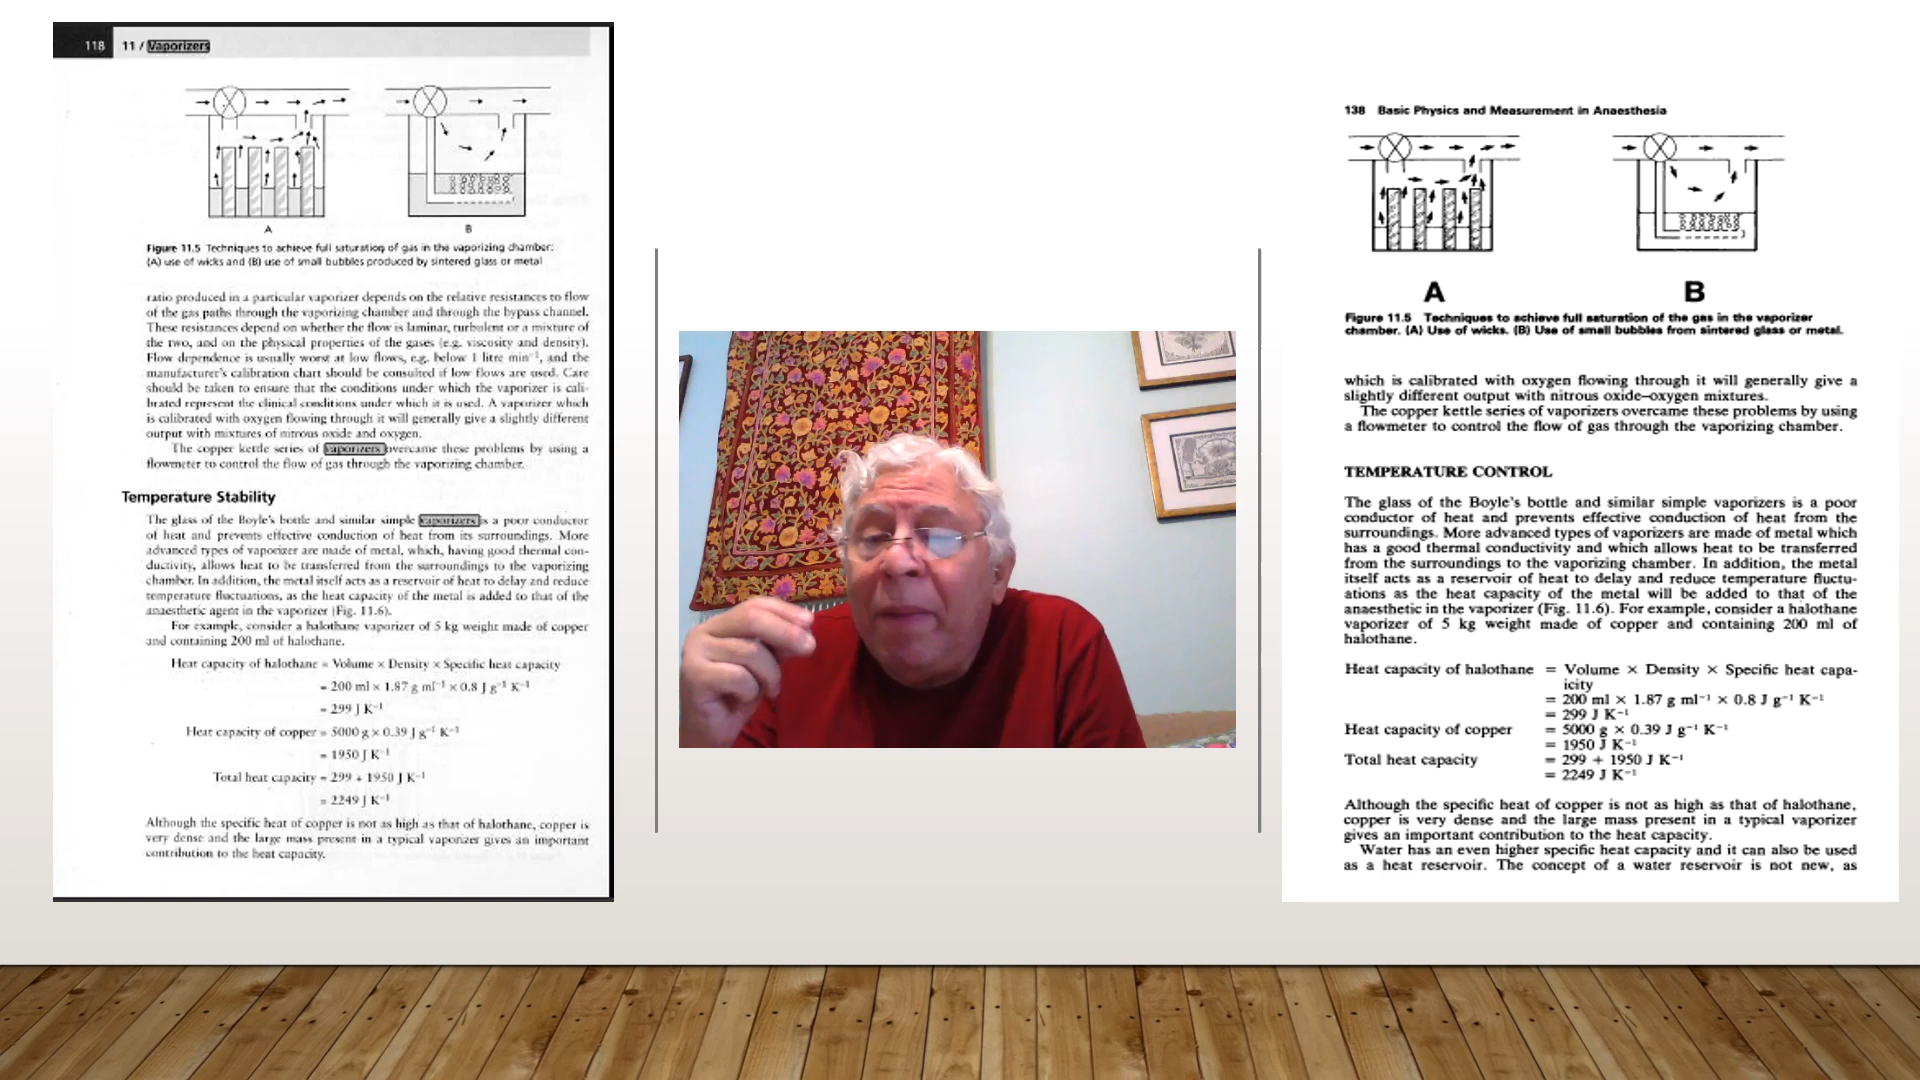 118 11 / Vaporizers
A B
Figure 11.5 Techniques to achieve full saturation of gas in the vaporizing chamber:
(A) use of wicks and (B) use of small bubbles produced by sintered glass or metal
ratio produced in a particular vaporizer depends on the relative resistances to flow
of the gas paths through the vaporizing chamber and through the bypass channel.
These resistances depend on whether the flow is laminar, turbulent or a mixture of
the two, and on the physical properties of the gases (e.g. viscosity and density).
Flow dependence is usually worst at low flows, e.g. below 1 litre min⁻¹, and the
manufacturer's calibration chart should be consulted if low flows are used. Care
should be taken to ensure that the conditions under which the vaporizer is cali-
brated represent the clinical conditions under which it is used. A vaporizer which
is calibrated with oxygen flowing through it will generally give a slightly different
output with mixtures of nitrous oxide and oxygen.
The copper kettle series of vaporizers overcame these problems by using a
flowmeter to control the flow of gas through the vaporizing chamber.
Temperature Stability
The glass of the Boyle's bottle and similar simple vaporizers is a poor conductor
of heat and prevents effective conduction of heat from its surroundings. More
advanced types of vaporizer are made of metal, which, having good thermal con-
ductivity, allows heat to be transferred from the surroundings to the vaporizing
chamber. In addition, the metal itself acts as a reservoir of heat to delay and reduce
temperature fluctuations, as the heat capacity of the metal is added to that of the
anaesthetic agent in the vaporizer (Fig. 11.6).
For example, consider a halothane vaporizer of 5 kg weight made of copper
and containing 200 ml of halothane.
Heat capacity of halothane = Volume × Density × Specific heat capacity
= 200 ml × 1.87 g ml⁻¹ × 0.8 J g⁻¹ K⁻¹
= 299 J K⁻¹
Heat capacity of copper = 5000 g × 0.39 J g⁻¹ K⁻¹
= 1950 J K⁻¹
Total heat capacity = 299 + 1950 J K⁻¹
= 2249 J K⁻¹
Although the specific heat of copper is not as high as that of halothane, copper is
very dense and the large mass present in a typical vaporizer gives an important
contribution to the heat capacity.
138 Basic Physics and Measurement in Anaesthesia
A B
Figure 11.5 Techniques to achieve full saturation of the gas in the vaporizer
chamber. (A) Use of wicks. (B) Use of small bubbles from sintered glass or metal.
which is calibrated with oxygen flowing through it will generally give a
slightly different output with nitrous oxide–oxygen mixtures.
The copper kettle series of vaporizers overcame these problems by using
a flowmeter to control the flow of gas through the vaporizing chamber.
TEMPERATURE CONTROL
The glass of the Boyle's bottle and similar simple vaporizers is a poor
conductor of heat and prevents effective conduction of heat from the
surroundings. More advanced types of vaporizers are made of metal which
has a good thermal conductivity and which allows heat to be transferred
from the surroundings to the vaporizing chamber. In addition, the metal
itself acts as a reservoir of heat to delay and reduce temperature fluctu-
ations as the heat capacity of the metal will be added to that of the
anaesthetic in the vaporizer (Fig. 11.6). For example, consider a halothane
vaporizer of 5 kg weight made of copper and containing 200 ml of
halothane.
Heat capacity of halothane = Volume × Density × Specific heat capa-
icity
= 200 ml × 1.87 g ml⁻¹ × 0.8 J g⁻¹ K⁻¹
= 299 J K⁻¹
Heat capacity of copper = 5000 g × 0.39 J g⁻¹ K⁻¹
= 1950 J K⁻¹
Total heat capacity = 299 + 1950 J K⁻¹
= 2249 J K⁻¹
Although the specific heat of copper is not as high as that of halothane,
copper is very dense and the large mass present in a typical vaporizer
gives an important contribution to the heat capacity.
Water has an even higher specific heat capacity and it can also be used
as a heat reservoir. The concept of a water reservoir is not new, as